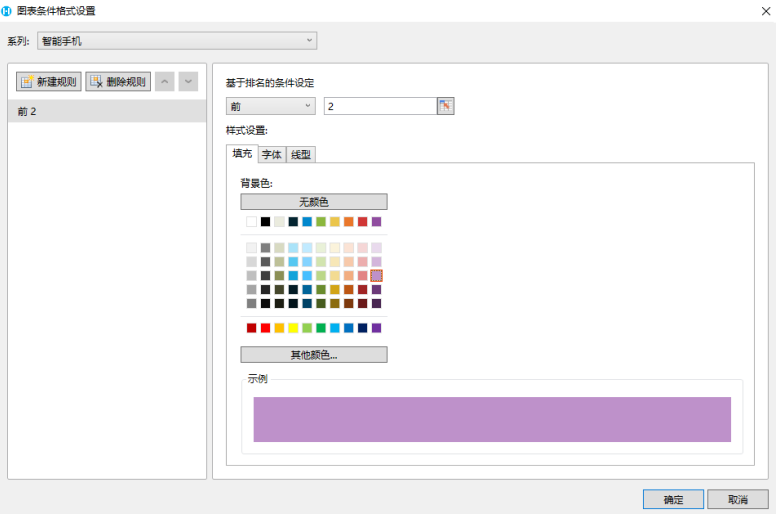 图表条件格式设置
系列: 智能手机
新建规则 删除规则
前 2
基于排名的条件设定
前 2
样式设置:
填充 字体 线型
背景色:
无颜色
其他颜色...
示例
确定 取消